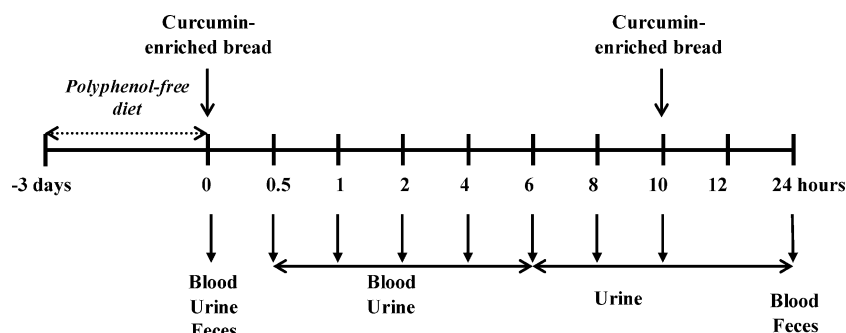 Curcumin-
enriched bread
Curcumin-
enriched bread
Polyphenol-free
diet
-3 days 0 0.5 1 2 4 6 8 10 12 24 hours
Blood
Urine
Feces
Blood
Urine
Urine
Blood
Feces